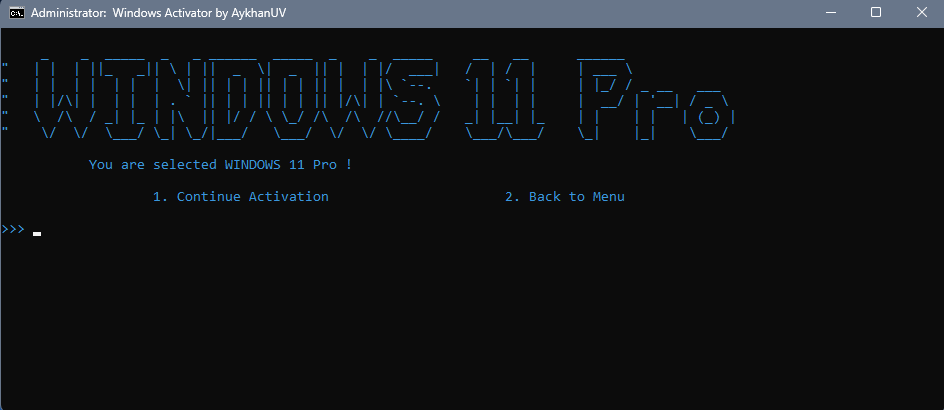 Administrator: Windows Activator by AykhanUV
WINDOWS 11 Pro
You are selected WINDOWS 11 Pro !
1. Continue Activation 2. Back to Menu
>>>